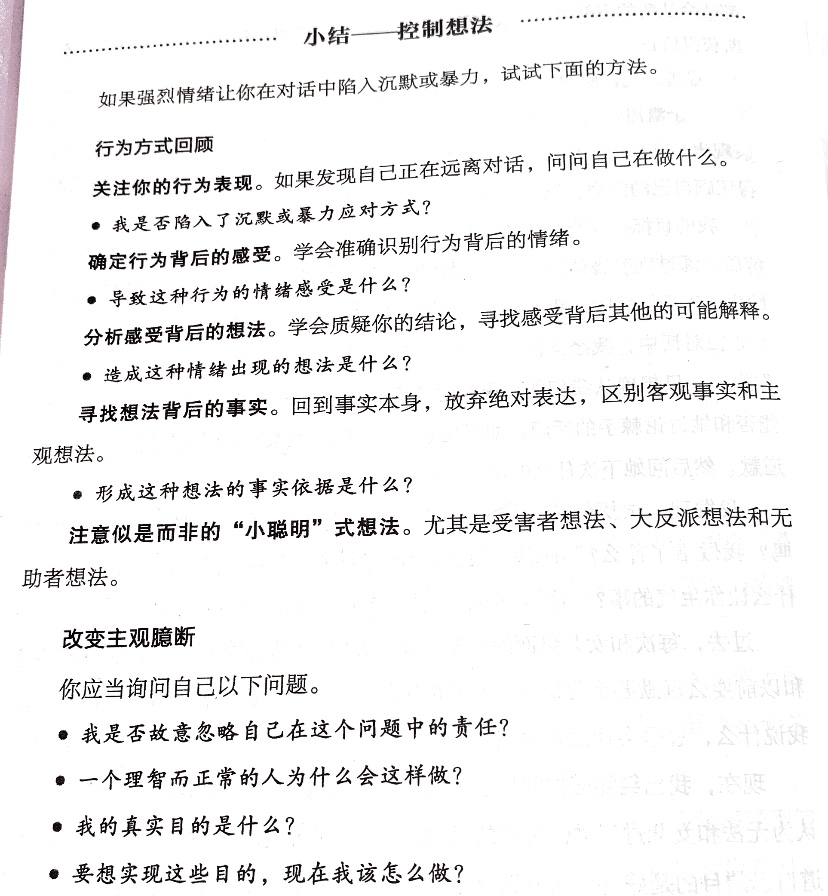 小结——控制想法
如果强烈情绪让你在对话中陷入沉默或暴力，试试下面的方法。
行为方式回顾
关注你的行为表现。如果发现自己正在远离对话，问问自己在做什么。
• 我是否陷入了沉默或暴力应对方式？
确定行为背后的感受。学会准确识别行为背后的情绪。
• 导致这种行为的情绪感受是什么？
分析感受背后的想法。学会质疑你的结论，寻找感受背后其他的可能解释。
• 造成这种情绪出现的想法是什么？
寻找想法背后的事实。回到事实本身，放弃绝对表达，区别客观事实和主
观想法。
• 形成这种想法的事实依据是什么？
注意似是而非的“小聪明”式想法。尤其是受害者想法、大反派想法和无
助者想法。
改变主观臆断
你应当询问自己以下问题。
• 我是否故意忽略自己在这个问题中的责任？
• 一个理智而正常的人为什么会这样做？
• 我的真实目的是什么？
• 要想实现这些目的，现在我该怎么做？